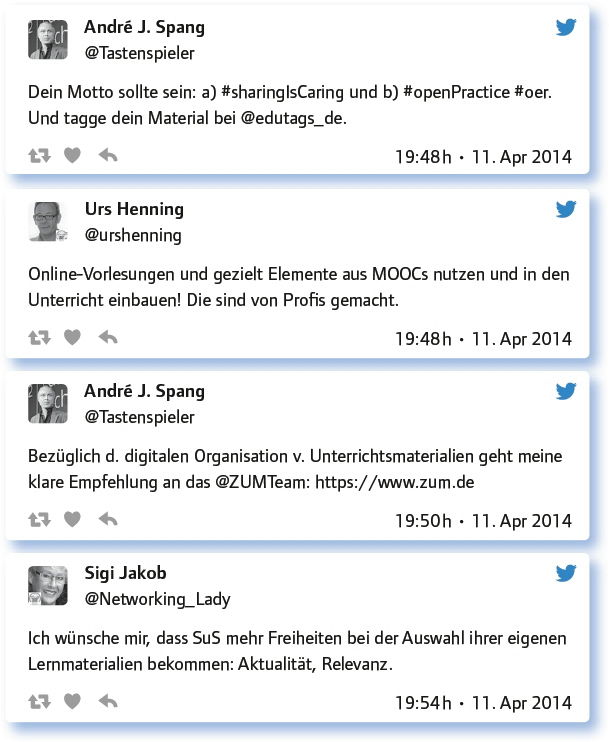 André J. Spang
@Tastenspieler
Dein Motto sollte sein: a) #sharingIsCaring und b) #openPractice #oer.
Und tagge dein Material bei @edutags_de.
19:48h • 11. Apr 2014
Urs Henning
@urshenning
Online-Vorlesungen und gezielt Elemente aus MOOCs nutzen und in den
Unterricht einbauen! Die sind von Profis gemacht.
19:48h • 11. Apr 2014
André J. Spang
@Tastenspieler
Bezüglich d. digitalen Organisation v. Unterrichtsmaterialien geht meine
klare Empfehlung an das @ZUMTeam: https://www.zum.de
19:50h • 11. Apr 2014
Sigi Jakob
@Networking_Lady
Ich wünsche mir, dass SuS mehr Freiheiten bei der Auswahl ihrer eigenen
Lernmaterialien bekommen: Aktualität, Relevanz.
19:54h • 11. Apr 2014